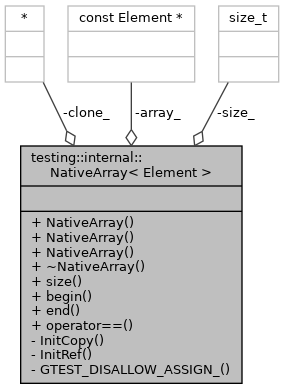 *
const Element *
size_t
-clone_
-array_
-size_
testing::internal::
NativeArray< Element >
+ NativeArray()
+ NativeArray()
+ NativeArray()
+ ~NativeArray()
+ size()
+ begin()
+ end()
+ operator==()
- InitCopy()
- InitRef()
- GTEST_DISALLOW_ASSIGN_()